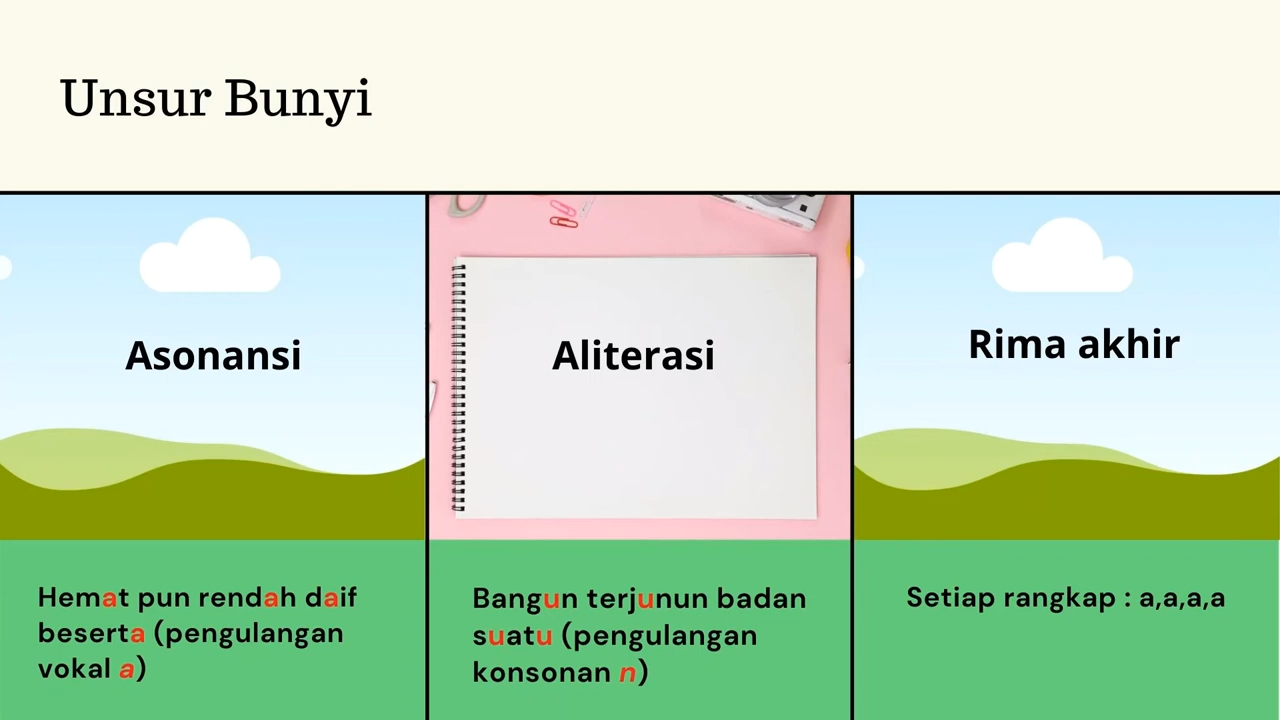 Unsur Bunyi
Asonansi
Hemat pun rendah daif
beserta (pengulangan
vokal a)
Aliterasi
Bangun terjunun badan
suatu (pengulangan
konsonan n)
Rima akhir
Setiap rangkap : a,a,a,a